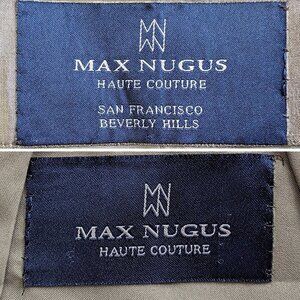 MAX NUGUS
HAUTE COUTURE
SAN FRANCISCO
BEVERLY HILLS
MAX NUGUS
HAUTE COUTURE